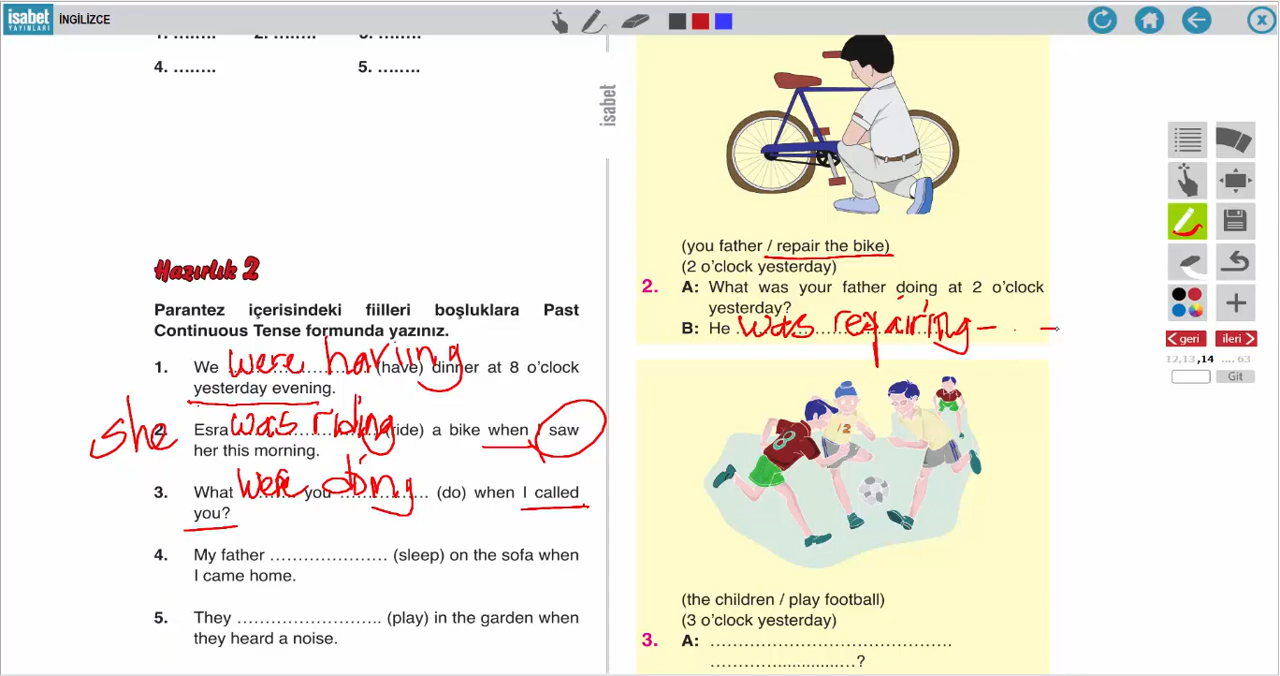 isabet
YAYINLARI
İNGİLİZCE
1. ........ 2. ........ 3. ........
4. ........ 5. ........
isabet
Hazırlık 2
Parantez içerisindeki fiilleri boşluklara Past
Continuous Tense formunda yazınız.
1. We were having (have) dinner at 8 o'clock
yesterday evening.
she
2. Esra was riding (ride) a bike when I saw
her this morning.
3. What were you doing (do) when I called
you?
4. My father ..................... (sleep) on the sofa when
I came home.
5. They .......................... (play) in the garden when
they heard a noise.
(you father / repair the bike)
(2 o'clock yesterday)
2. A: What was your father doing at 2 o'clock
yesterday?
B: He was repairing
8
12
(the children / play football)
(3 o'clock yesterday)
3. A: ...........................................
..........................?
geri
ileri
12,13,14 .... 63
Git